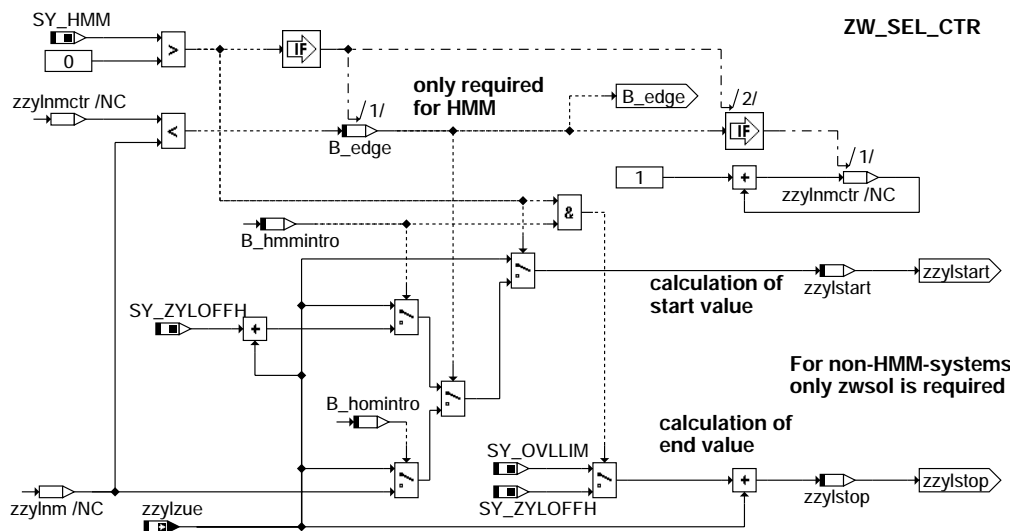 SY_HMM
ZW_SEL_CTR
>
IF
0
only required
for HMM
B_edge
zzylnmctr /NC
/1/
/2/
<
IF
B_edge
/1/
1
+
zzylnmctr /NC
&
B_hmmintro
calculation of
start value
zzylstart
zzylstart
SY_ZYLOFFH
+
For non-HMM-systems
only zwsol is required
B_homintro
calculation of
end value
SY_OVLLIM
+
zzylstop
zzylstop
SY_ZYLOFFH
zzylnm /NC
zzylzue